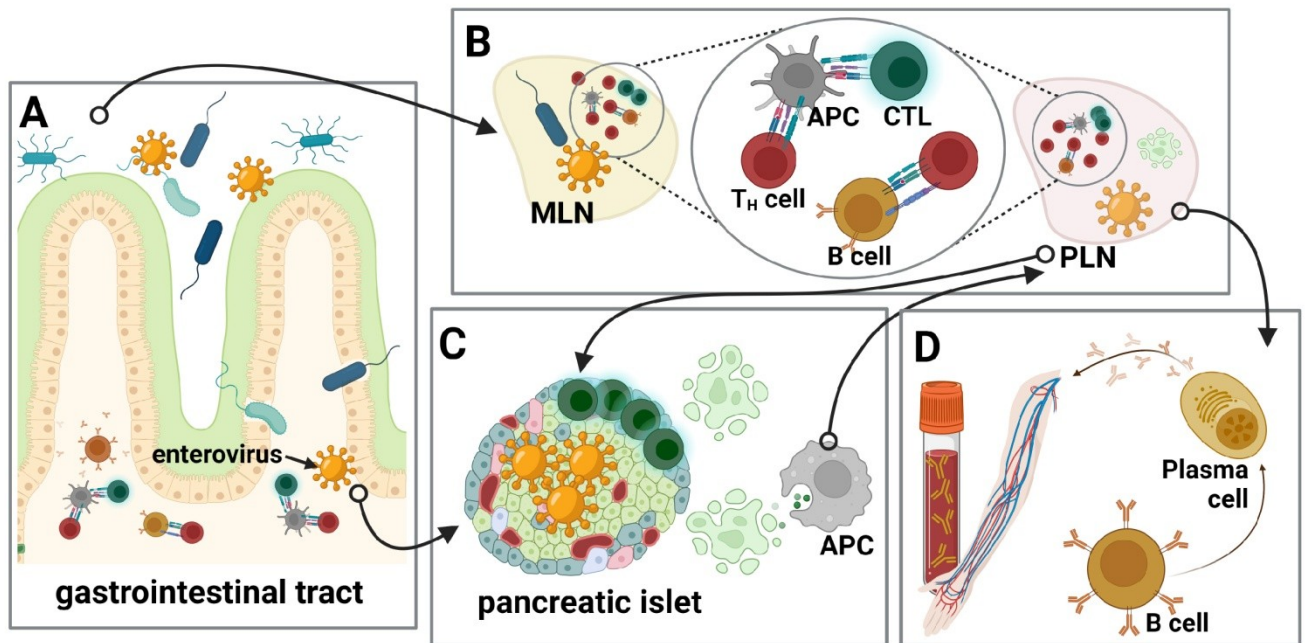 A
enterovirus
gastrointestinal tract
B
MLN
APC
CTL
TH cell
B cell
PLN
C
pancreatic islet
APC
D
Plasma
cell
B cell